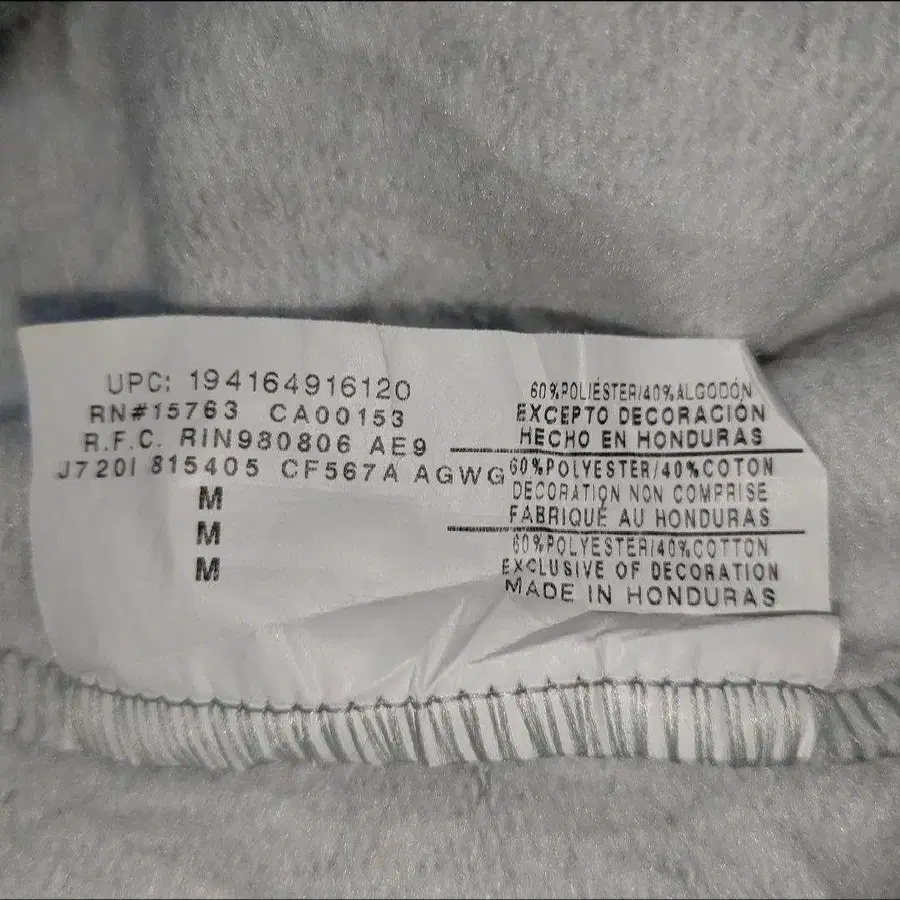 UPC: 194164916120
RN#15763 CA00153
R.F.C. RIN980806 AE9
J720I 815405 CF567A AGWG
M
M
M
60%POLIÉSTER/40%ALGODÓN
EXCEPTO DECORACIÓN
HECHO EN HONDURAS
60%POLYESTER/40%COTON
DECORATION NON COMPRISE
FABRIQUÉ AU HONDURAS
60%POLYESTER/40%COTTON
EXCLUSIVE OF DECORATION
MADE IN HONDURAS